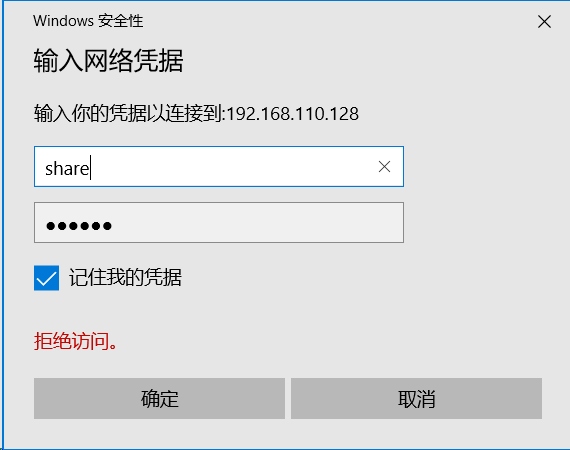 Windows 安全性
输入网络凭据
输入你的凭据以连接到:192.168.110.128
share
●●●●●●
记住我的凭据
拒绝访问。
确定
取消